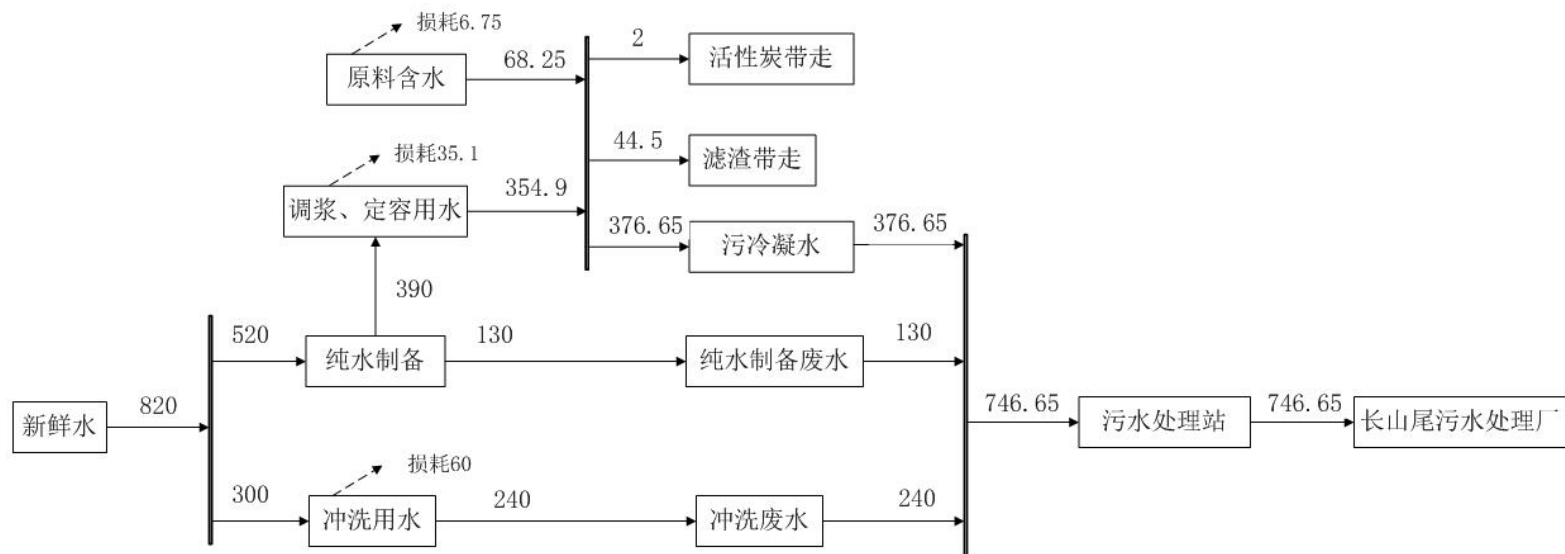 损耗6.75
原料含水
68.25
2
活性炭带走
损耗35.1
调浆、定容用水
354.9
44.5
滤渣带走
376.65
污冷凝水
376.65
390
520
纯水制备
130
纯水制备废水
130
新鲜水
820
746.65
污水处理站
746.65
长山尾污水处理厂
损耗60
300
冲洗用水
240
冲洗废水
240